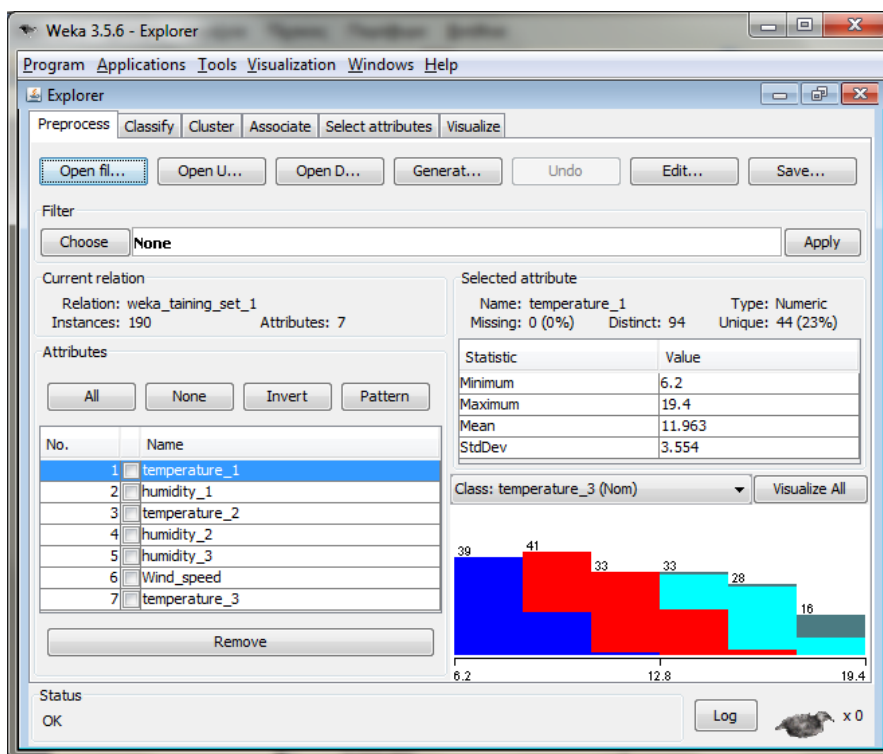 Weka 3.5.6 - Explorer
Program Applications Tools Visualization Windows Help
Explorer
Preprocess Classify Cluster Associate Select attributes Visualize
Open fil... Open U... Open D... Generat... Undo Edit... Save...
Filter
Choose None Apply
Current relation
Relation: weka_taining_set_1
Instances: 190 Attributes: 7
Attributes
All None Invert Pattern
No. Name
1 temperature_1
2 humidity_1
3 temperature_2
4 humidity_2
5 humidity_3
6 Wind_speed
7 temperature_3
Remove
Selected attribute
Name: temperature_1 Type: Numeric
Missing: 0 (0%) Distinct: 94 Unique: 44 (23%)
Statistic Value
Minimum 6.2
Maximum 19.4
Mean 11.963
StdDev 3.554
Class: temperature_3 (Nom) Visualize All
39 41 33 33 28 16
6.2 12.8 19.4
Status
OK
Log x 0